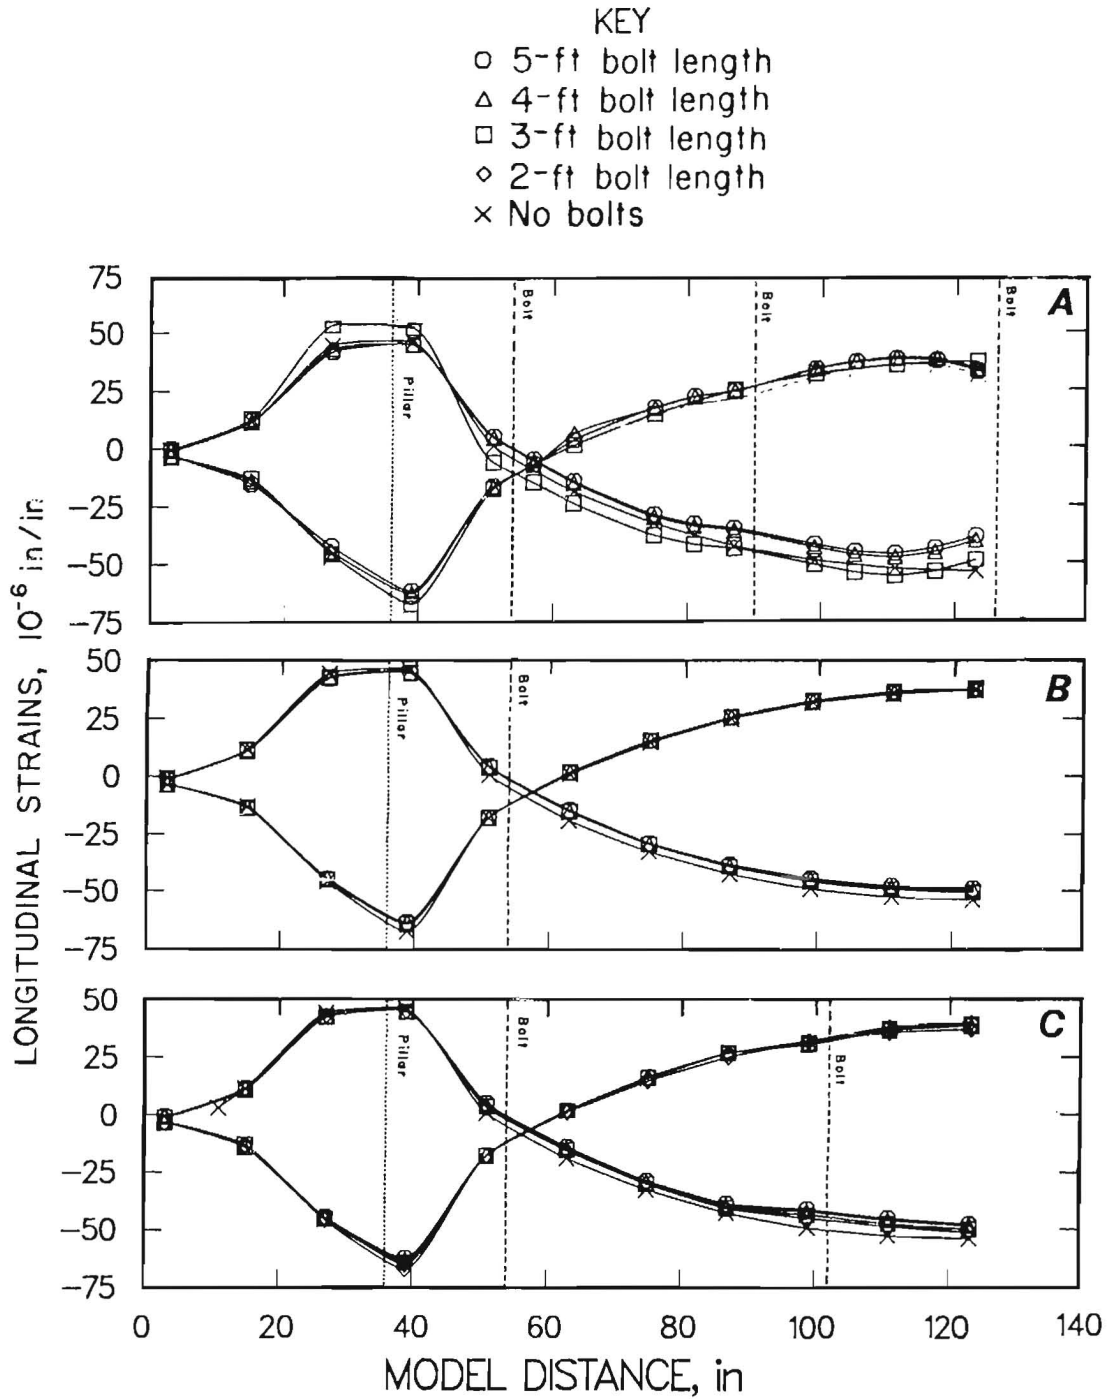 KEY
○ 5-ft bolt length
△ 4-ft bolt length
□ 3-ft bolt length
◇ 2-ft bolt length
× No bolts
LONGITUDINAL STRAINS, 10⁻⁶ in/in
75
50
25
0
−25
−50
−75
Pillar
Bolt
Bolt
Bolt
A
50
25
0
−25
−50
−75
Pillar
Bolt
B
50
25
0
−25
−50
−75
Pillar
Bolt
Bolt
C
0 20 40 60 80 100 120 140
MODEL DISTANCE, in